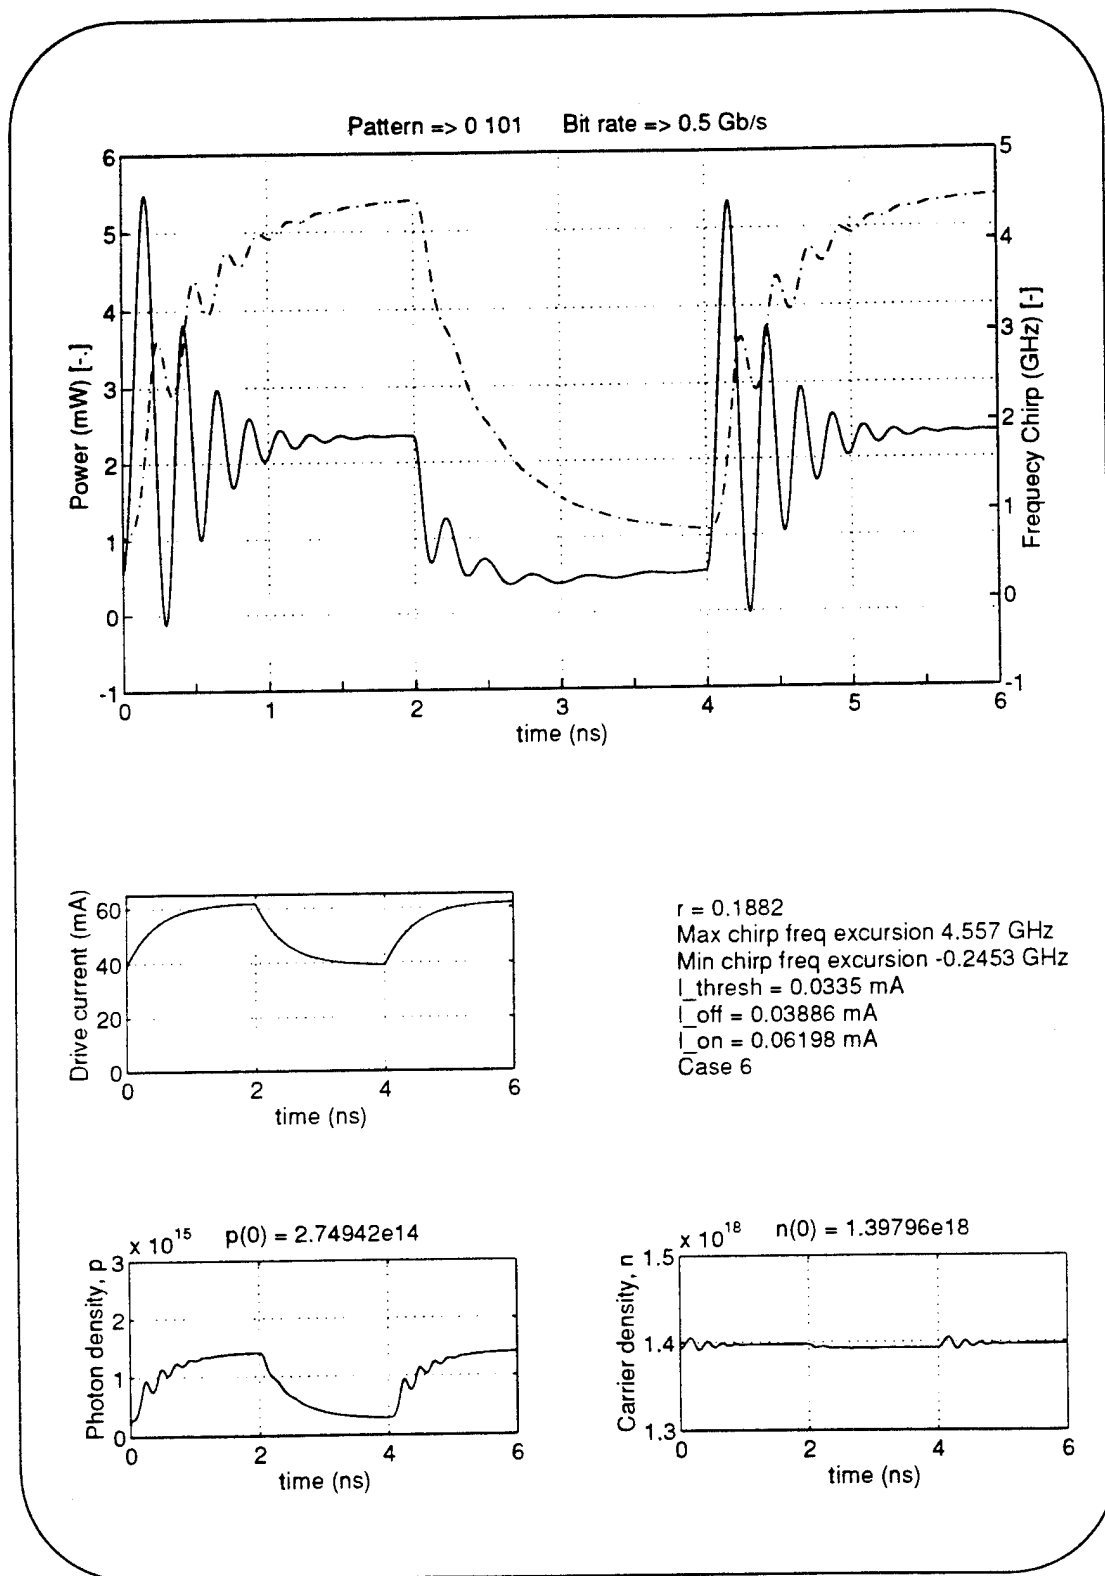 Pattern => 0 101 Bit rate => 0.5 Gb/s
6
5
4
3
2
1
0
-1
Power (mW) [-.]
5
4
3
2
1
0
-1
Frequecy Chirp (GHz) [-]
0 1 2 3 4 5 6
time (ns)
60
40
20
0
Drive current (mA)
0 2 4 6
time (ns)
r = 0.1882
Max chirp freq excursion 4.557 GHz
Min chirp freq excursion -0.2453 GHz
I_thresh = 0.0335 mA
I_off = 0.03886 mA
I_on = 0.06198 mA
Case 6
x 10^15 p(0) = 2.74942e14
3
2
1
0
Photon density, p
0 2 4 6
time (ns)
x 10^18 n(0) = 1.39796e18
1.5
1.4
1.3
Carrier density, n
0 2 4 6
time (ns)